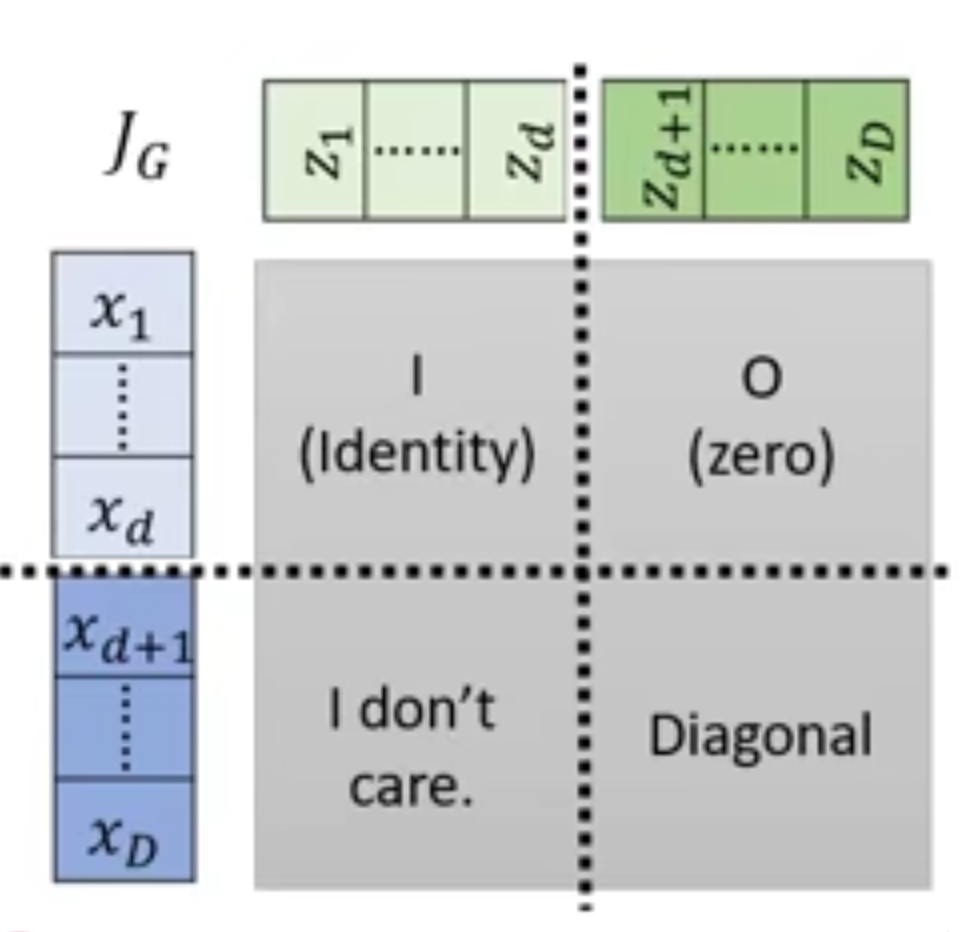 J_G
z_1 ...... z_d z_{d+1} ...... z_D
x_1
I
O
(Identity)
(zero)
x_d
x_{d+1}
I don't
Diagonal
care.
x_D